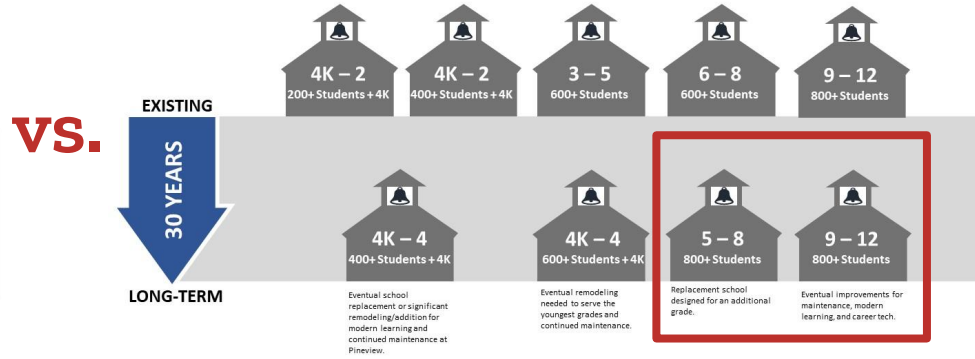 4K – 2
200+ Students + 4K
4K – 2
400+ Students + 4K
3 – 5
600+ Students
6 – 8
600+ Students
9 – 12
800+ Students
EXISTING
vs.
30 YEARS
LONG-TERM
4K – 4
400+ Students + 4K
Eventual school
replacement or significant
remodeling/addition for
modern learning and
continued maintenance at
Pineview.
4K – 4
600+ Students + 4K
Eventual remodeling
needed to serve the
youngest grades and
continued maintenance.
5 – 8
800+ Students
Replacement school
designed for an additional
grade.
9 – 12
800+ Students
Eventual improvements for
maintenance, modern
learning, and career tech.